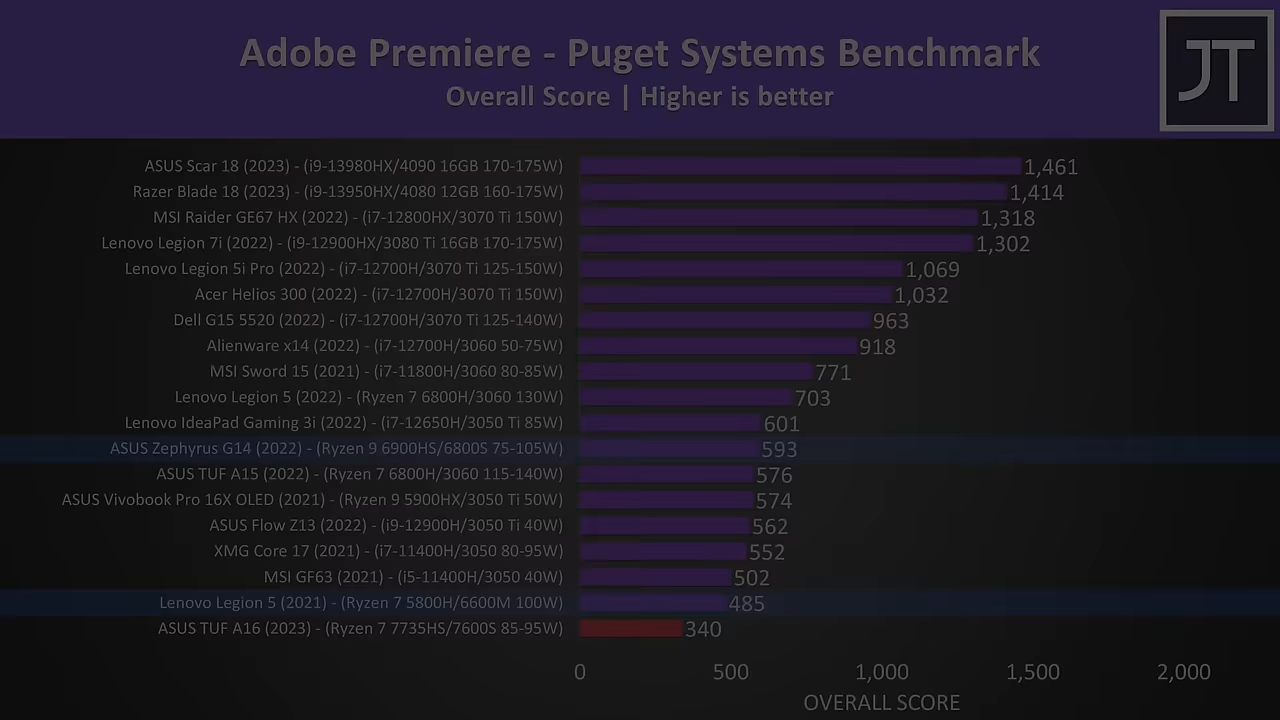 Adobe Premiere - Puget Systems Benchmark
Overall Score | Higher is better
JT
ASUS Scar 18 (2023) - (i9-13980HX/4090 16GB 170-175W) 1,461
Razer Blade 18 (2023) - (i9-13950HX/4080 12GB 160-175W) 1,414
MSI Raider GE67 HX (2022) - (i7-12800HX/3070 Ti 150W) 1,318
Lenovo Legion 7i (2022) - (i9-12900HX/3080 Ti 16GB 170-175W) 1,302
Lenovo Legion 5i Pro (2022) - (i7-12700H/3070 Ti 125-150W) 1,069
Acer Helios 300 (2022) - (i7-12700H/3070 Ti 150W) 1,032
Dell G15 5520 (2022) - (i7-12700H/3070 Ti 125-140W) 963
Alienware x14 (2022) - (i7-12700H/3060 50-75W) 918
MSI Sword 15 (2021) - (i7-11800H/3060 80-85W) 771
Lenovo Legion 5 (2022) - (Ryzen 7 6800H/3060 130W) 703
Lenovo IdeaPad Gaming 3i (2022) - (i7-12650H/3050 Ti 85W) 601
ASUS Zephyrus G14 (2022) - (Ryzen 9 6900HS/6800S 75-105W) 593
ASUS TUF A15 (2022) - (Ryzen 7 6800H/3060 115-140W) 576
ASUS Vivobook Pro 16X OLED (2021) - (Ryzen 9 5900HX/3050 Ti 50W) 574
ASUS Flow Z13 (2022) - (i9-12900H/3050 Ti 40W) 562
XMG Core 17 (2021) - (i7-11400H/3050 80-95W) 552
MSI GF63 (2021) - (i5-11400H/3050 40W) 502
Lenovo Legion 5 (2021) - (Ryzen 7 5800H/6600M 100W) 485
ASUS TUF A16 (2023) - (Ryzen 7 7735HS/7600S 85-95W) 340
0 500 1,000 1,500 2,000
OVERALL SCORE